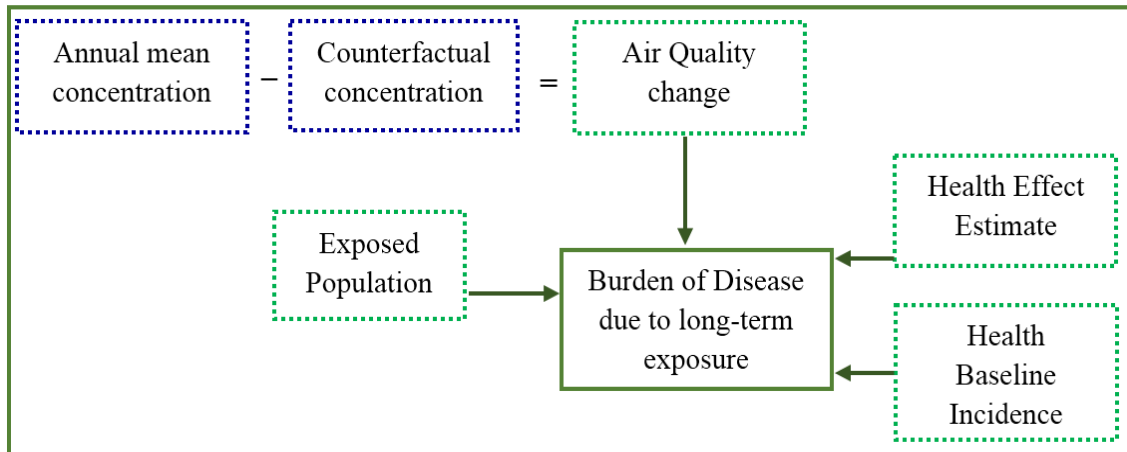 Annual mean
concentration
−
Counterfactual
concentration
=
Air Quality
change
Health Effect
Estimate
Exposed
Population
Burden of Disease
due to long-term
exposure
Health
Baseline
Incidence